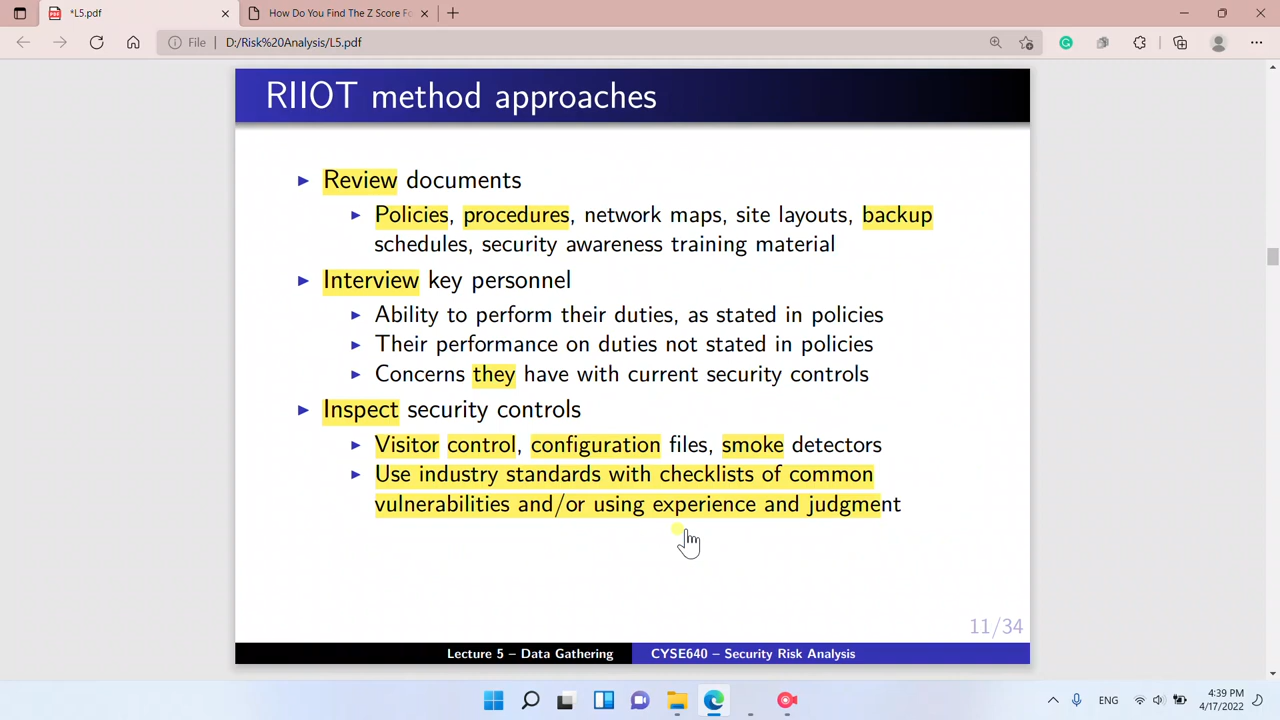 *L5.pdf
How Do You Find The Z Score Fo
File
D:/Risk%20Analysis/L5.pdf
RIIOT method approaches
Review documents
Policies, procedures, network maps, site layouts, backup
schedules, security awareness training material
Interview key personnel
Ability to perform their duties, as stated in policies
Their performance on duties not stated in policies
Concerns they have with current security controls
Inspect security controls
Visitor control, configuration files, smoke detectors
Use industry standards with checklists of common
vulnerabilities and/or using experience and judgment
11/34
Lecture 5 – Data Gathering
CYSE640 – Security Risk Analysis
ENG
4:39 PM
4/17/2022